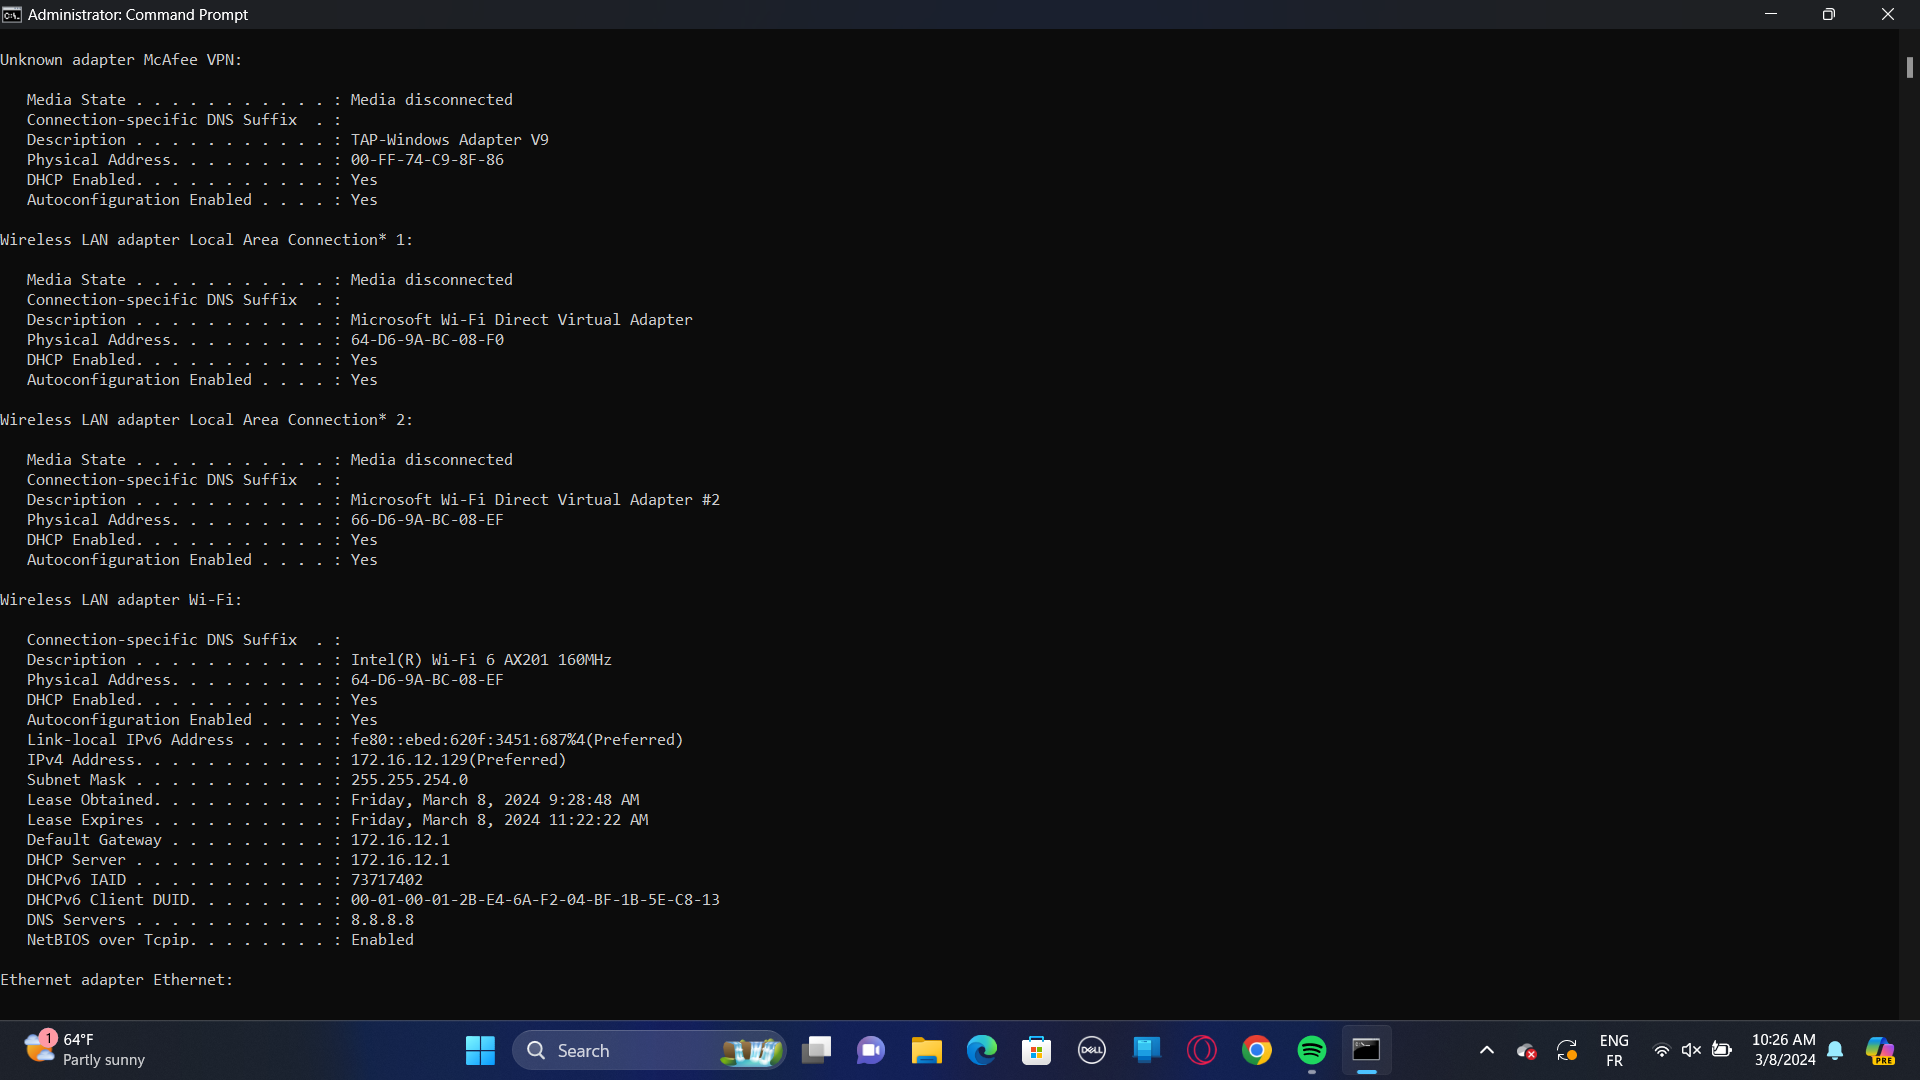 Administrator: Command Prompt
Unknown adapter McAfee VPN:
   Media State . . . . . . . . . . . : Media disconnected
   Connection-specific DNS Suffix  . :
   Description . . . . . . . . . . . : TAP-Windows Adapter V9
   Physical Address. . . . . . . . . : 00-FF-74-C9-8F-86
   DHCP Enabled. . . . . . . . . . . : Yes
   Autoconfiguration Enabled . . . . : Yes
Wireless LAN adapter Local Area Connection* 1:
   Media State . . . . . . . . . . . : Media disconnected
   Connection-specific DNS Suffix  . :
   Description . . . . . . . . . . . : Microsoft Wi-Fi Direct Virtual Adapter
   Physical Address. . . . . . . . . : 64-D6-9A-BC-08-F0
   DHCP Enabled. . . . . . . . . . . : Yes
   Autoconfiguration Enabled . . . . : Yes
Wireless LAN adapter Local Area Connection* 2:
   Media State . . . . . . . . . . . : Media disconnected
   Connection-specific DNS Suffix  . :
   Description . . . . . . . . . . . : Microsoft Wi-Fi Direct Virtual Adapter #2
   Physical Address. . . . . . . . . : 66-D6-9A-BC-08-EF
   DHCP Enabled. . . . . . . . . . . : Yes
   Autoconfiguration Enabled . . . . : Yes
Wireless LAN adapter Wi-Fi:
   Connection-specific DNS Suffix  . :
   Description . . . . . . . . . . . : Intel(R) Wi-Fi 6 AX201 160MHz
   Physical Address. . . . . . . . . : 64-D6-9A-BC-08-EF
   DHCP Enabled. . . . . . . . . . . : Yes
   Autoconfiguration Enabled . . . . : Yes
   Link-local IPv6 Address . . . . . : fe80::ebed:620f:3451:687%4(Preferred)
   IPv4 Address. . . . . . . . . . . : 172.16.12.129(Preferred)
   Subnet Mask . . . . . . . . . . . : 255.255.254.0
   Lease Obtained. . . . . . . . . . : Friday, March 8, 2024 9:28:48 AM
   Lease Expires . . . . . . . . . . : Friday, March 8, 2024 11:22:22 AM
   Default Gateway . . . . . . . . . : 172.16.12.1
   DHCP Server . . . . . . . . . . . : 172.16.12.1
   DHCPv6 IAID . . . . . . . . . . . : 73717402
   DHCPv6 Client DUID. . . . . . . . : 00-01-00-01-2B-E4-6A-F2-04-BF-1B-5E-C8-13
   DNS Servers . . . . . . . . . . . : 8.8.8.8
   NetBIOS over Tcpip. . . . . . . . : Enabled
Ethernet adapter Ethernet:
1
64°F
Partly sunny
Search
DELL
ENG
FR
10:26 AM
3/8/2024
PRE